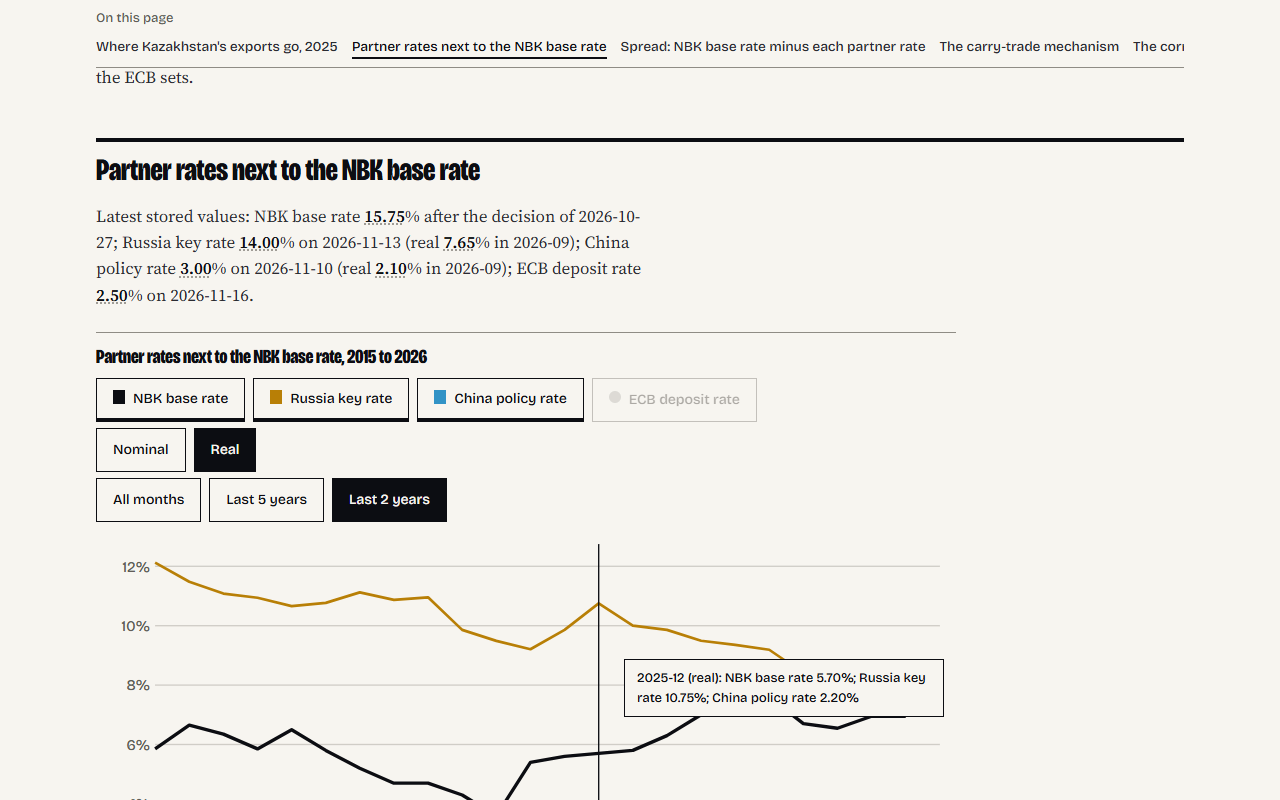 On this page
Where Kazakhstan's exports go, 2025 Partner rates next to the NBK base rate Spread: NBK base rate minus each partner rate The carry-trade mechanism The corr
the ECB sets.
Partner rates next to the NBK base rate
Latest stored values: NBK base rate 15.75% after the decision of 2026-10-
27; Russia key rate 14.00% on 2026-11-13 (real 7.65% in 2026-09); China
policy rate 3.00% on 2026-11-10 (real 2.10% in 2026-09); ECB deposit rate
2.50% on 2026-11-16.
Partner rates next to the NBK base rate, 2015 to 2026
NBK base rate Russia key rate China policy rate ECB deposit rate
Nominal Real
All months Last 5 years Last 2 years
12%
10%
8%
2025-12 (real): NBK base rate 5.70%; Russia key
rate 10.75%; China policy rate 2.20%
6%